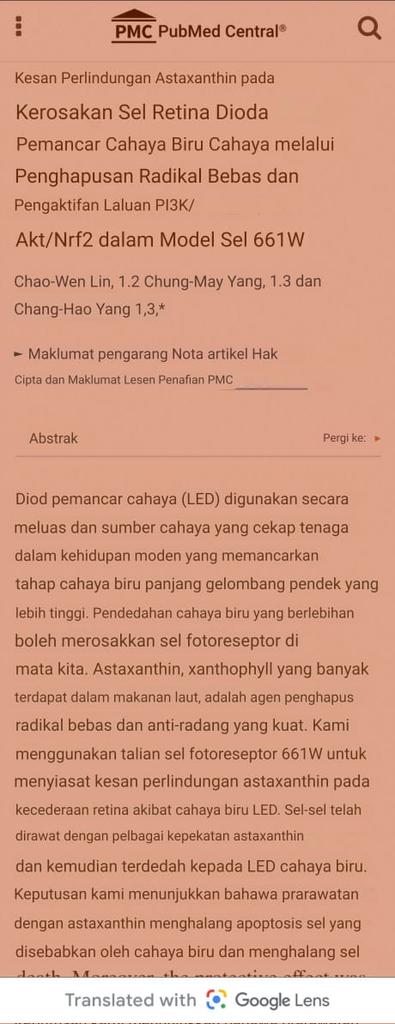 PMC PubMed Central®
Kesan Perlindungan Astaxanthin pada
Kerosakan Sel Retina Dioda
Pemancar Cahaya Biru Cahaya melalui
Penghapusan Radikal Bebas dan
Pengaktifan Laluan PI3K/
Akt/Nrf2 dalam Model Sel 661W
Chao-Wen Lin, 1.2 Chung-May Yang, 1.3 dan
Chang-Hao Yang 1,3,*
► Maklumat pengarang Nota artikel Hak
Cipta dan Maklumat Lesen Penafian PMC
Abstrak Pergi ke: ►
Diod pemancar cahaya (LED) digunakan secara
meluas dan sumber cahaya yang cekap tenaga
dalam kehidupan moden yang memancarkan
tahap cahaya biru panjang gelombang pendek yang
lebih tinggi. Pendedahan cahaya biru yang berlebihan
boleh merosakkan sel fotoreseptor di
mata kita. Astaxanthin, xanthophyll yang banyak
terdapat dalam makanan laut, adalah agen penghapus
radikal bebas dan anti-radang yang kuat. Kami
menggunakan talian sel fotoreseptor 661W untuk
menyiasat kesan perlindungan astaxanthin pada
kecederaan retina akibat cahaya biru LED. Sel-sel telah
dirawat dengan pelbagai kepekatan astaxanthin
dan kemudian terdedah kepada LED cahaya biru.
Keputusan kami menunjukkan bahawa prarawatan
dengan astaxanthin menghalang apoptosis sel yang
disebabkan oleh cahaya biru dan menghalang sel
death. Moreover, the protective effect was
Translated with Google Lens